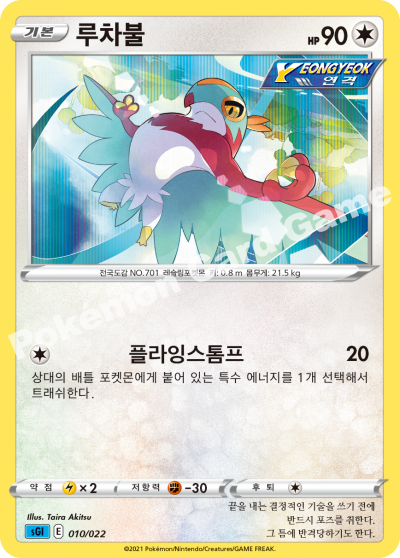 기본 루차불 HP 90
YEONGYEOK
연격
전국도감 NO.701 레슬링포켓몬 키: 0.8 m 몸무게: 21.5 kg
Pokémon Card Game
플라잉스톰프 20
상대의 배틀 포켓몬에게 붙어 있는 특수 에너지를 1개 선택해서
트래쉬한다.
약점 ×2 저항력 -30 후퇴
Illus. Taira Akitsu
sGI E 010/022
끝을 내는 결정적인 기술을 쓰기 전에
반드시 포즈를 취한다.
그 틈에 반격당하기도 한다.
©2021 Pokémon/Nintendo/Creatures/GAME FREAK.